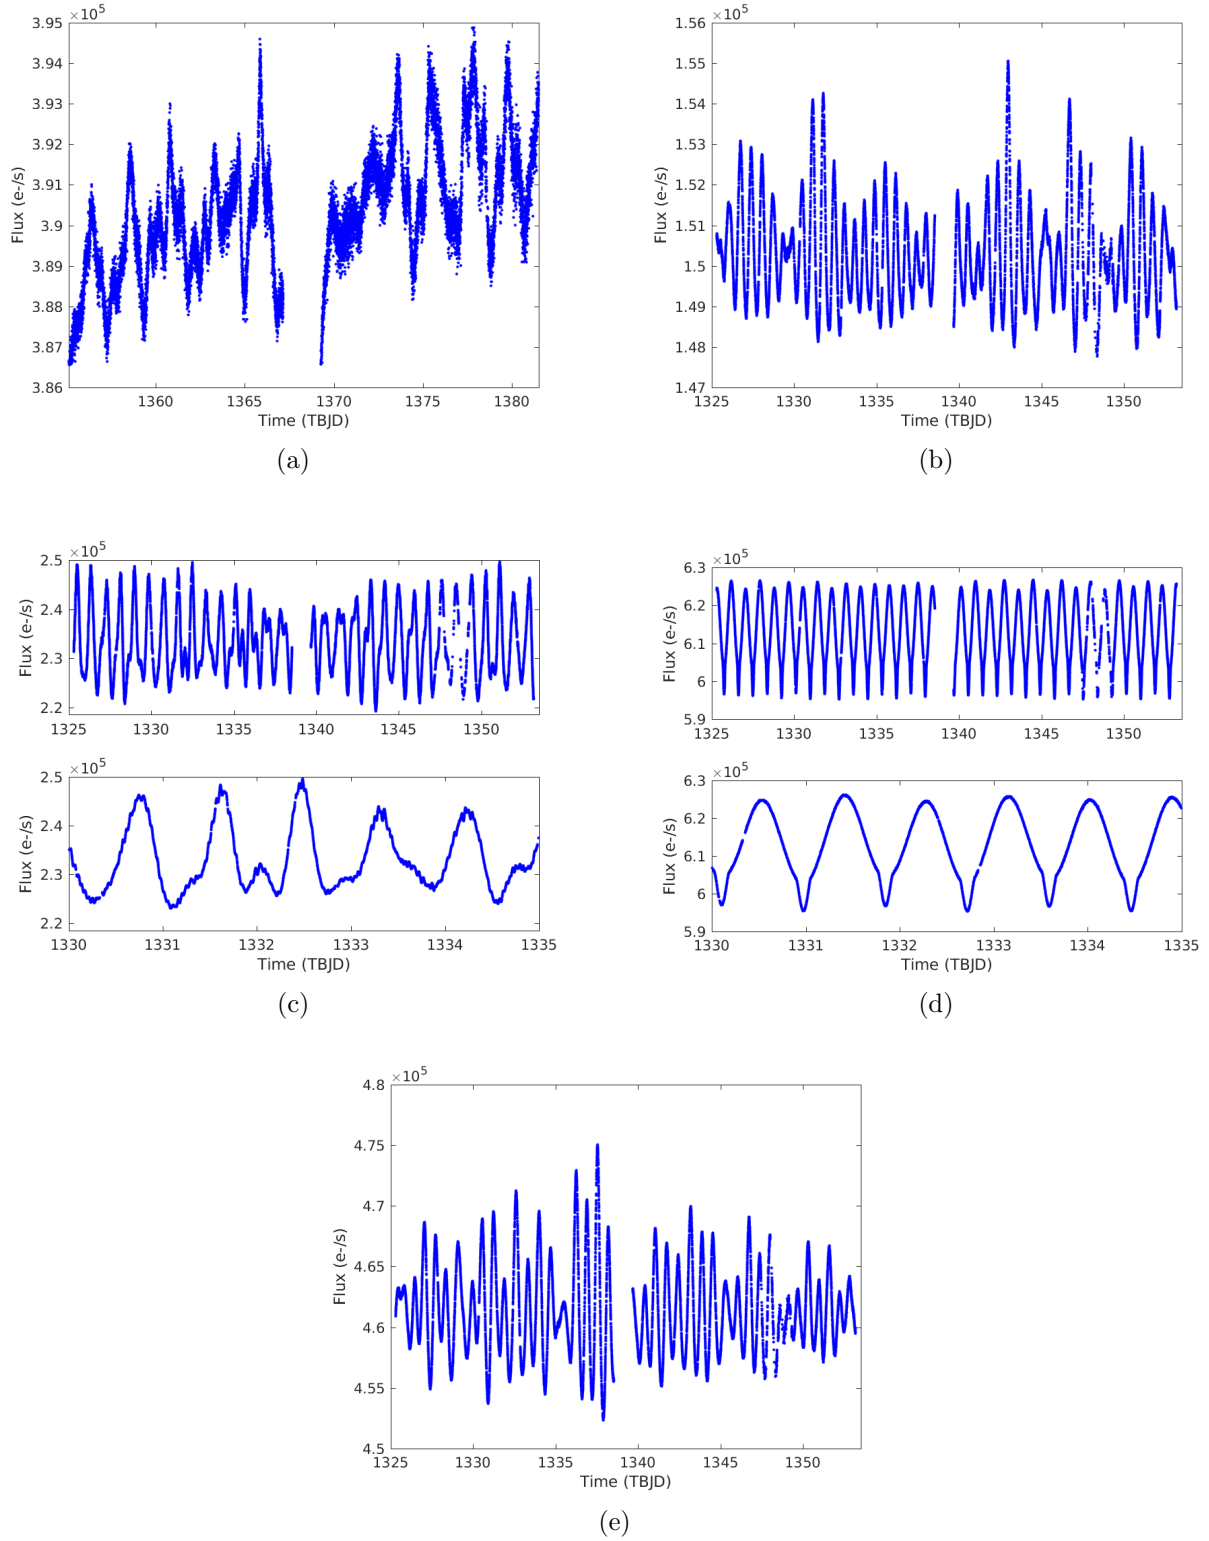 ×10^5
3.95
3.94
3.93
3.92
3.91
3.9
3.89
3.88
3.87
3.86
Flux (e-/s)
1360 1365 1370 1375 1380
Time (TBJD)
(a)
×10^5
1.56
1.55
1.54
1.53
1.52
1.51
1.5
1.49
1.48
1.47
Flux (e-/s)
1325 1330 1335 1340 1345 1350
Time (TBJD)
(b)
×10^5
2.5
2.4
2.3
2.2
Flux (e-/s)
1325 1330 1335 1340 1345 1350
×10^5
2.5
2.4
2.3
2.2
Flux (e-/s)
1330 1331 1332 1333 1334 1335
Time (TBJD)
(c)
×10^5
6.3
6.2
6.1
6
5.9
Flux (e-/s)
1325 1330 1335 1340 1345 1350
×10^5
6.3
6.2
6.1
6
5.9
Flux (e-/s)
1330 1331 1332 1333 1334 1335
Time (TBJD)
(d)
×10^5
4.8
4.75
4.7
4.65
4.6
4.55
4.5
Flux (e-/s)
1325 1330 1335 1340 1345 1350
Time (TBJD)
(e)